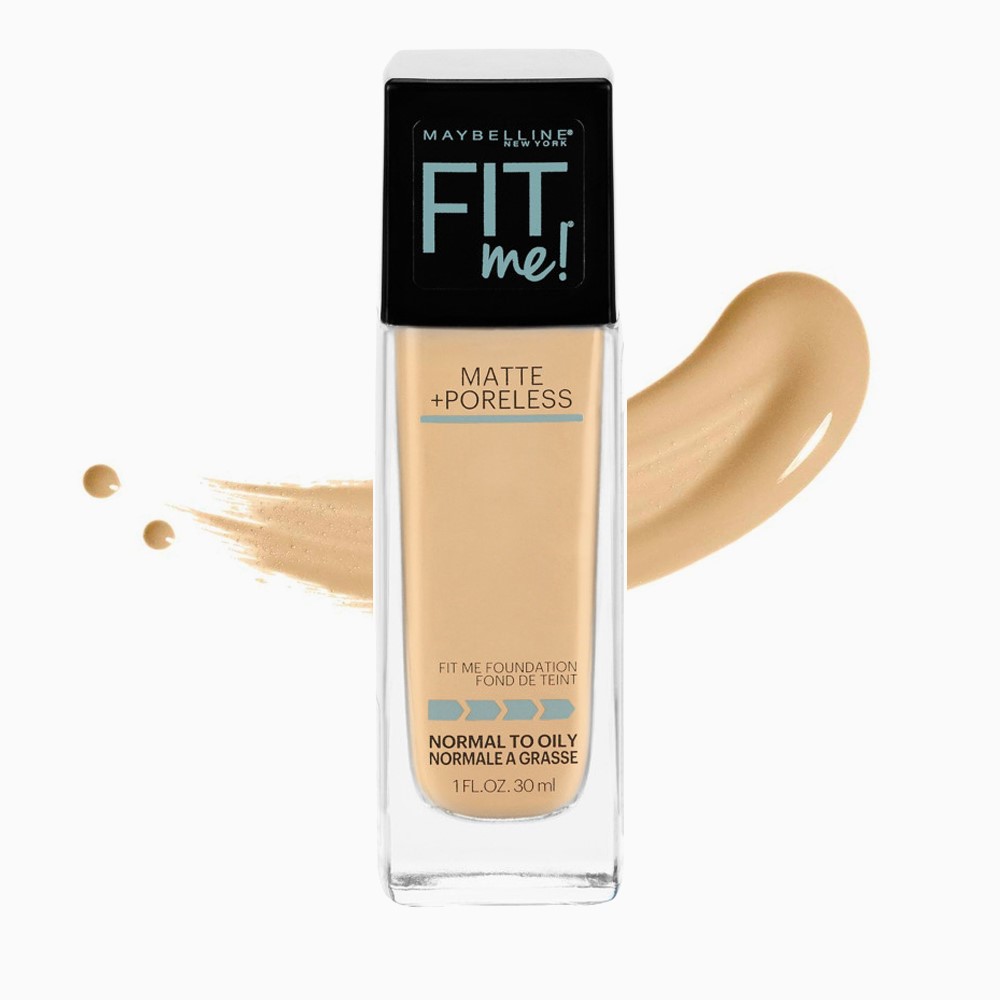 MAYBELLINE®
NEW YORK
FIT
me!
MATTE
+PORELESS
FIT ME FOUNDATION
FOND DE TEINT
NORMAL TO OILY
NORMALE A GRASSE
1 FL.OZ. 30 ml